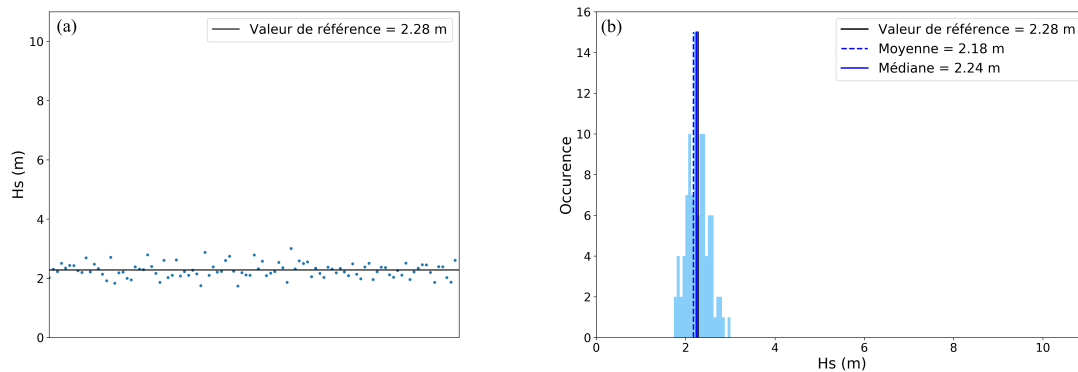 (a)
Valeur de référence = 2.28 m
10
8
6
4
2
0
Hs (m)
(b)
Valeur de référence = 2.28 m
Moyenne = 2.18 m
Médiane = 2.24 m
16
14
12
10
8
6
4
2
0
Occurence
0 2 4 6 8 10
Hs (m)